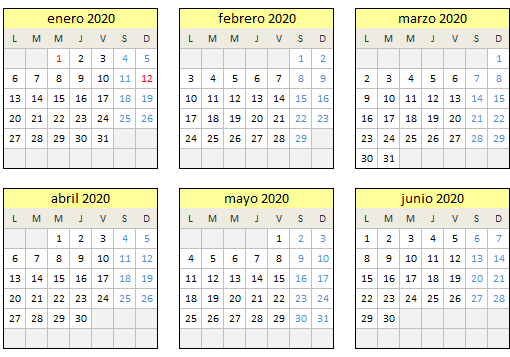 enero 2020
L M M J V S D
1 2 3 4 5
6 7 8 9 10 11 12
13 14 15 16 17 18 19
20 21 22 23 24 25 26
27 28 29 30 31
febrero 2020
L M M J V S D
1 2
3 4 5 6 7 8 9
10 11 12 13 14 15 16
17 18 19 20 21 22 23
24 25 26 27 28 29
marzo 2020
L M M J V S D
1
2 3 4 5 6 7 8
9 10 11 12 13 14 15
16 17 18 19 20 21 22
23 24 25 26 27 28 29
30 31
abril 2020
L M M J V S D
1 2 3 4 5
6 7 8 9 10 11 12
13 14 15 16 17 18 19
20 21 22 23 24 25 26
27 28 29 30
mayo 2020
L M M J V S D
1 2 3
4 5 6 7 8 9 10
11 12 13 14 15 16 17
18 19 20 21 22 23 24
25 26 27 28 29 30 31
junio 2020
L M M J V S D
1 2 3 4 5 6 7
8 9 10 11 12 13 14
15 16 17 18 19 20 21
22 23 24 25 26 27 28
29 30